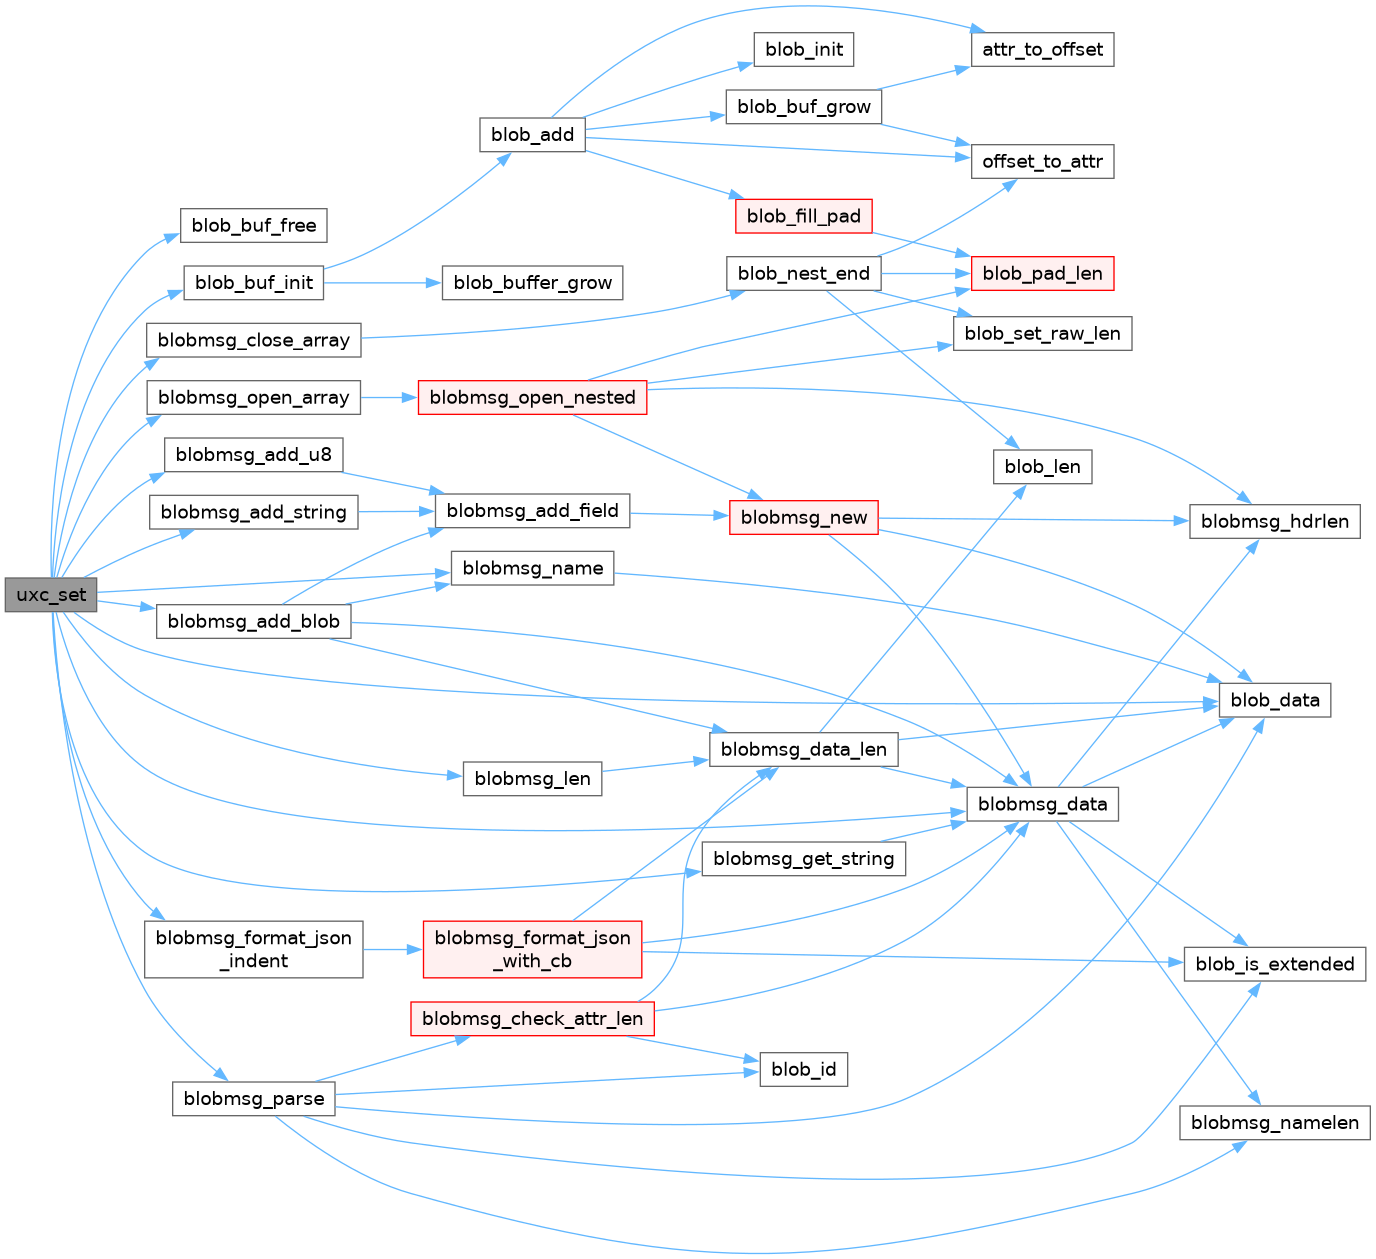 uxc_set
blob_buf_free
blob_buf_init
blobmsg_close_array
blobmsg_open_array
blobmsg_add_u8
blobmsg_add_string
blobmsg_add_blob
blobmsg_format_json
_indent
blobmsg_parse
blob_add
blob_buffer_grow
blobmsg_open_nested
blobmsg_add_field
blobmsg_name
blobmsg_len
blobmsg_format_json
_with_cb
blobmsg_check_attr_len
blob_init
blob_buf_grow
blob_fill_pad
blob_nest_end
blobmsg_new
blobmsg_data_len
blobmsg_get_string
blob_id
attr_to_offset
offset_to_attr
blob_pad_len
blob_set_raw_len
blob_len
blobmsg_data
blobmsg_hdrlen
blob_data
blob_is_extended
blobmsg_namelen